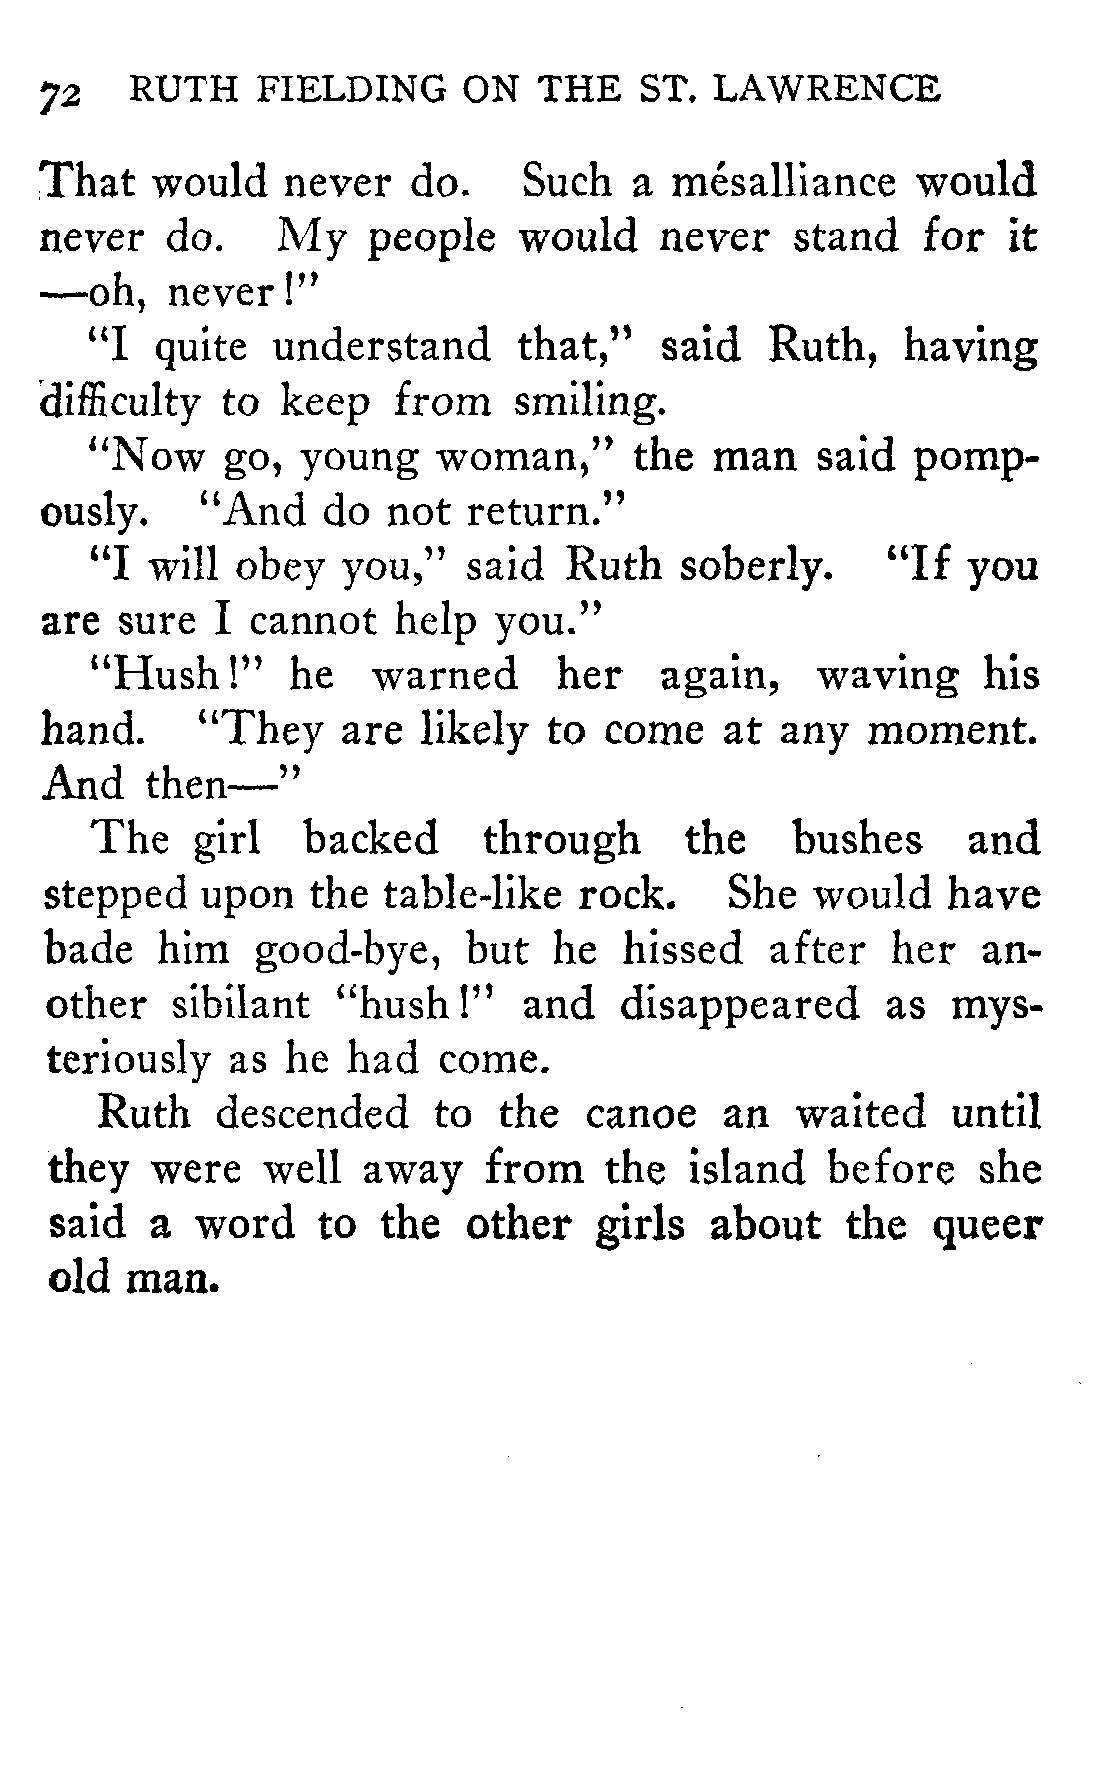 72 RUTH FIELDING ON THE ST. LAWRENCE
That would never do. Such a mésalliance would
never do. My people would never stand for it
—oh, never!"
"I quite understand that," said Ruth, having
difficulty to keep from smiling.
"Now go, young woman," the man said pomp-
ously. "And do not return."
"I will obey you," said Ruth soberly. "If you
are sure I cannot help you."
"Hush!" he warned her again, waving his
hand. "They are likely to come at any moment.
And then—"
The girl backed through the bushes and
stepped upon the table-like rock. She would have
bade him good-bye, but he hissed after her an-
other sibilant "hush!" and disappeared as mys-
teriously as he had come.
Ruth descended to the canoe an waited until
they were well away from the island before she
said a word to the other girls about the queer
old man.